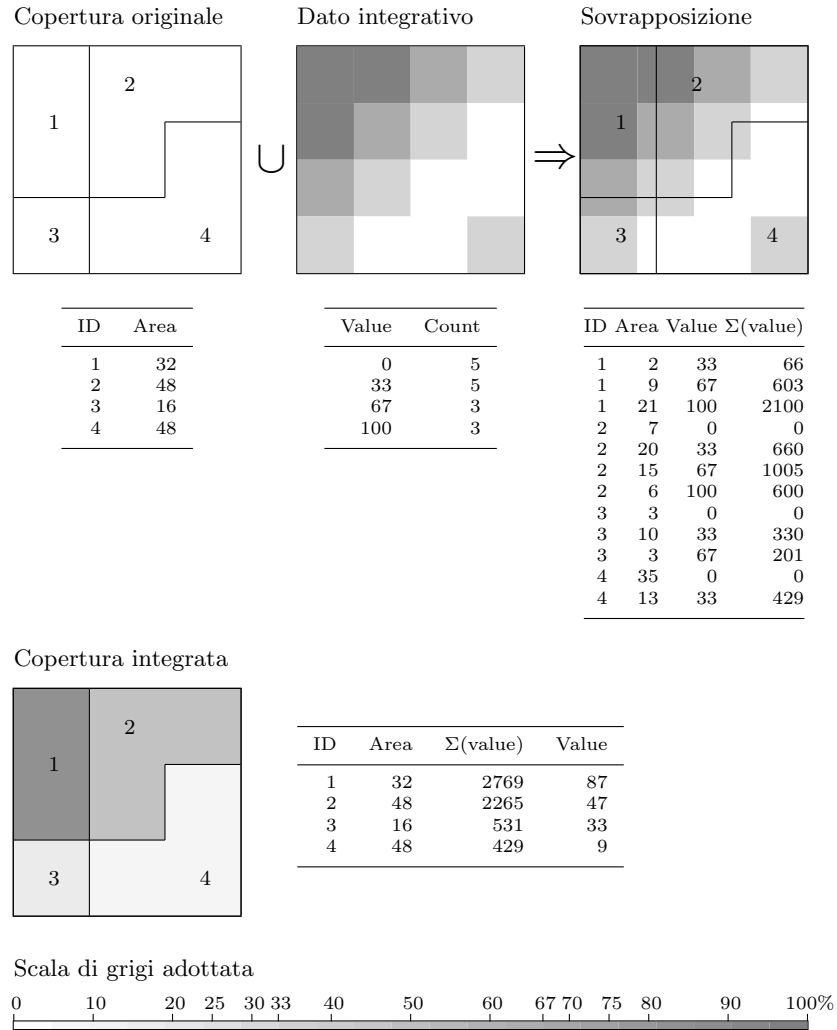 Copertura originale
Dato integrativo
Sovrapposizione
2
1
3
4
∪
⇒
2
1
3
4
ID Area
1 32
2 48
3 16
4 48
Value Count
0 5
33 5
67 3
100 3
ID Area Value Σ(value)
1 2 33 66
1 9 67 603
1 21 100 2100
2 7 0 0
2 20 33 660
2 15 67 1005
2 6 100 600
3 3 0 0
3 10 33 330
3 3 67 201
4 35 0 0
4 13 33 429
Copertura integrata
2
1
3
4
ID Area Σ(value) Value
1 32 2769 87
2 48 2265 47
3 16 531 33
4 48 429 9
Scala di grigi adottata
0 10 20 25 30 33 40 50 60 67 70 75 80 90 100%